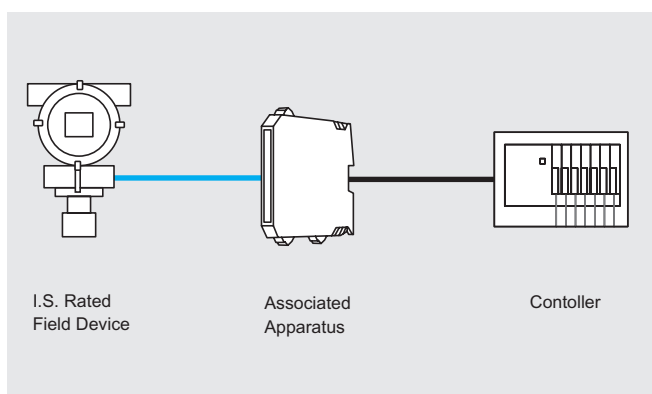 I.S. Rated
Field Device
Associated
Apparatus
Contoller